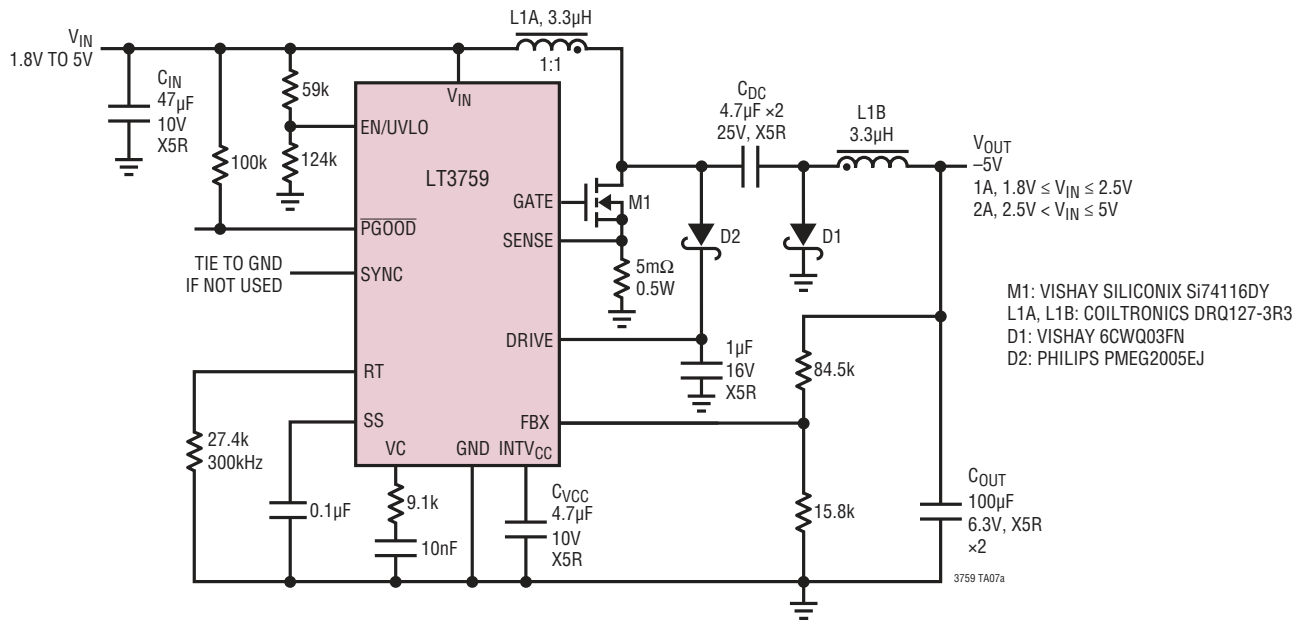 L1A, 3.3µH
1:1
VIN
1.8V TO 5V
CIN
47µF
10V
X5R
59k
124k
100k
VIN
EN/UVLO
LT3759
GATE
SENSE
PGOOD
SYNC
DRIVE
RT
SS
VC
GND
INTVCC
FBX
TIE TO GND
IF NOT USED
M1
5mΩ
0.5W
D2
CDC
4.7µF ×2
25V, X5R
D1
L1B
3.3µH
VOUT
–5V
1A, 1.8V ≤ VIN ≤ 2.5V
2A, 2.5V < VIN ≤ 5V
M1: VISHAY SILICONIX Si74116DY
L1A, L1B: COILTRONICS DRQ127-3R3
D1: VISHAY 6CWQ03FN
D2: PHILIPS PMEG2005EJ
1µF
16V
X5R
84.5k
15.8k
27.4k
300kHz
0.1µF
9.1k
10nF
CVCC
4.7µF
10V
X5R
COUT
100µF
6.3V, X5R
×2
3759 TA07a